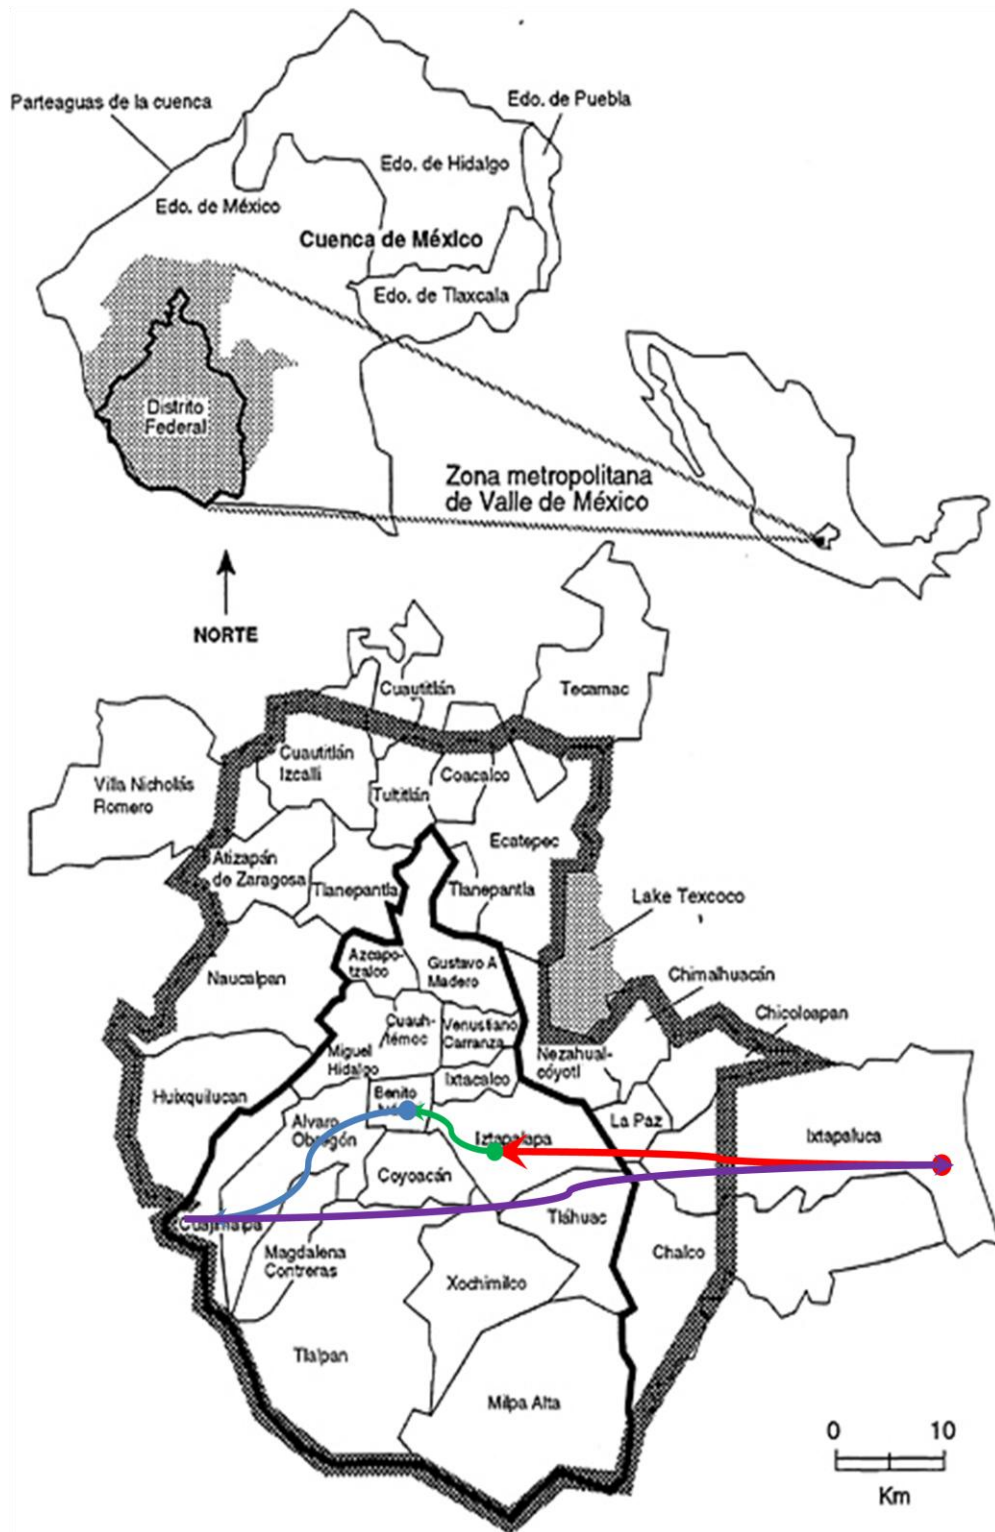 Parteaguas de la cuenca
Edo. de Puebla
Edo. de Hidalgo
Edo. de México
Cuenca de México
Edo. de Tlaxcala
Distrito
Federal
Zona metropolitana
de Valle de México
NORTE
Cuautitlán
Tecamac
Cuautitlán
Izcalli
Coacalco
Villa Nicholás
Romero
Tultitlán
Ecatepec
Atizapán
de Zaragosa
Tlanepantla
Tlanepantla
Lake Texcoco
Azcapo-
tzalco
Gustavo A
Madero
Naucalpan
Chimalhuacán
Chicoloapan
Cuauh-
témoc
Venustiano
Carranza
Miguel
Hidalgo
Nezahual-
cóyotl
Ixtacalco
Huixquilucan
Benito
Alvaro
Obregón
La Paz
Iztapalapa
Ixtapaluca
Coyoacán
Cuajimalpa
Tláhuac
Magdalena
Contreras
Chalco
Xochimilco
Tlalpan
Milpa Alta
0 10
Km